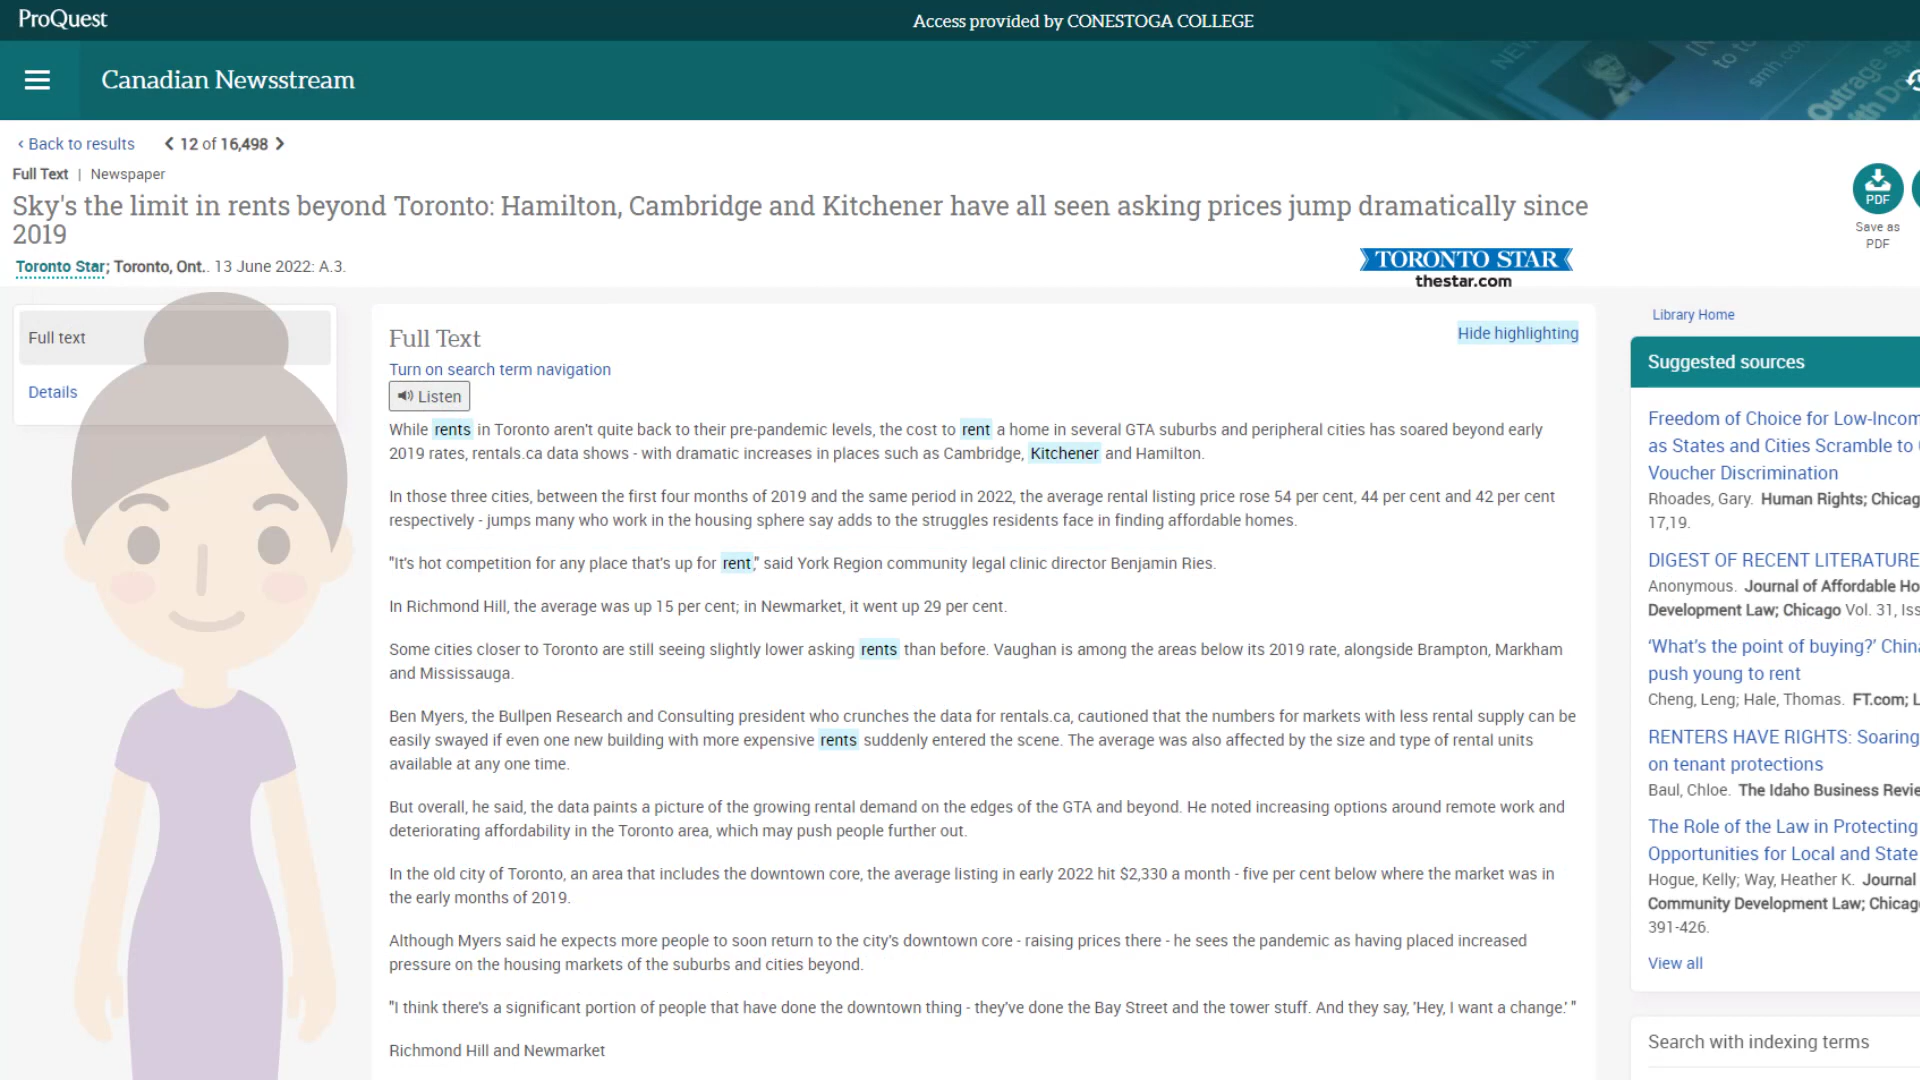 ProQuest
Access provided by CONESTOGA COLLEGE
Canadian Newsstream
‹ Back to results
12 of 16,498
Full Text | Newspaper
Sky's the limit in rents beyond Toronto: Hamilton, Cambridge and Kitchener have all seen asking prices jump dramatically since
2019
Toronto Star; Toronto, Ont.. 13 June 2022: A.3.
TORONTO STAR
thestar.com
PDF
Save as
PDF
Full text
Details
Full Text
Hide highlighting
Turn on search term navigation
Listen
While rents in Toronto aren't quite back to their pre-pandemic levels, the cost to rent a home in several GTA suburbs and peripheral cities has soared beyond early
2019 rates, rentals.ca data shows - with dramatic increases in places such as Cambridge, Kitchener and Hamilton.
In those three cities, between the first four months of 2019 and the same period in 2022, the average rental listing price rose 54 per cent, 44 per cent and 42 per cent
respectively - jumps many who work in the housing sphere say adds to the struggles residents face in finding affordable homes.
"It's hot competition for any place that's up for rent," said York Region community legal clinic director Benjamin Ries.
In Richmond Hill, the average was up 15 per cent; in Newmarket, it went up 29 per cent.
Some cities closer to Toronto are still seeing slightly lower asking rents than before. Vaughan is among the areas below its 2019 rate, alongside Brampton, Markham
and Mississauga.
Ben Myers, the Bullpen Research and Consulting president who crunches the data for rentals.ca, cautioned that the numbers for markets with less rental supply can be
easily swayed if even one new building with more expensive rents suddenly entered the scene. The average was also affected by the size and type of rental units
available at any one time.
But overall, he said, the data paints a picture of the growing rental demand on the edges of the GTA and beyond. He noted increasing options around remote work and
deteriorating affordability in the Toronto area, which may push people further out.
In the old city of Toronto, an area that includes the downtown core, the average listing in early 2022 hit $2,330 a month - five per cent below where the market was in
the early months of 2019.
Although Myers said he expects more people to soon return to the city's downtown core - raising prices there - he sees the pandemic as having placed increased
pressure on the housing markets of the suburbs and cities beyond.
"I think there's a significant portion of people that have done the downtown thing - they've done the Bay Street and the tower stuff. And they say, 'Hey, I want a change.' "
Richmond Hill and Newmarket
Library Home
Suggested sources
Freedom of Choice for Low-Incom
as States and Cities Scramble to
Voucher Discrimination
Rhoades, Gary. Human Rights; Chicag
17,19.
DIGEST OF RECENT LITERATURE
Anonymous. Journal of Affordable Ho
Development Law; Chicago Vol. 31, Iss
‘What’s the point of buying?’ China
push young to rent
Cheng, Leng; Hale, Thomas. FT.com; L
RENTERS HAVE RIGHTS: Soaring
on tenant protections
Baul, Chloe. The Idaho Business Revie
The Role of the Law in Protecting
Opportunities for Local and State
Hogue, Kelly; Way, Heather K. Journal
Community Development Law; Chicago
391-426.
View all
Search with indexing terms